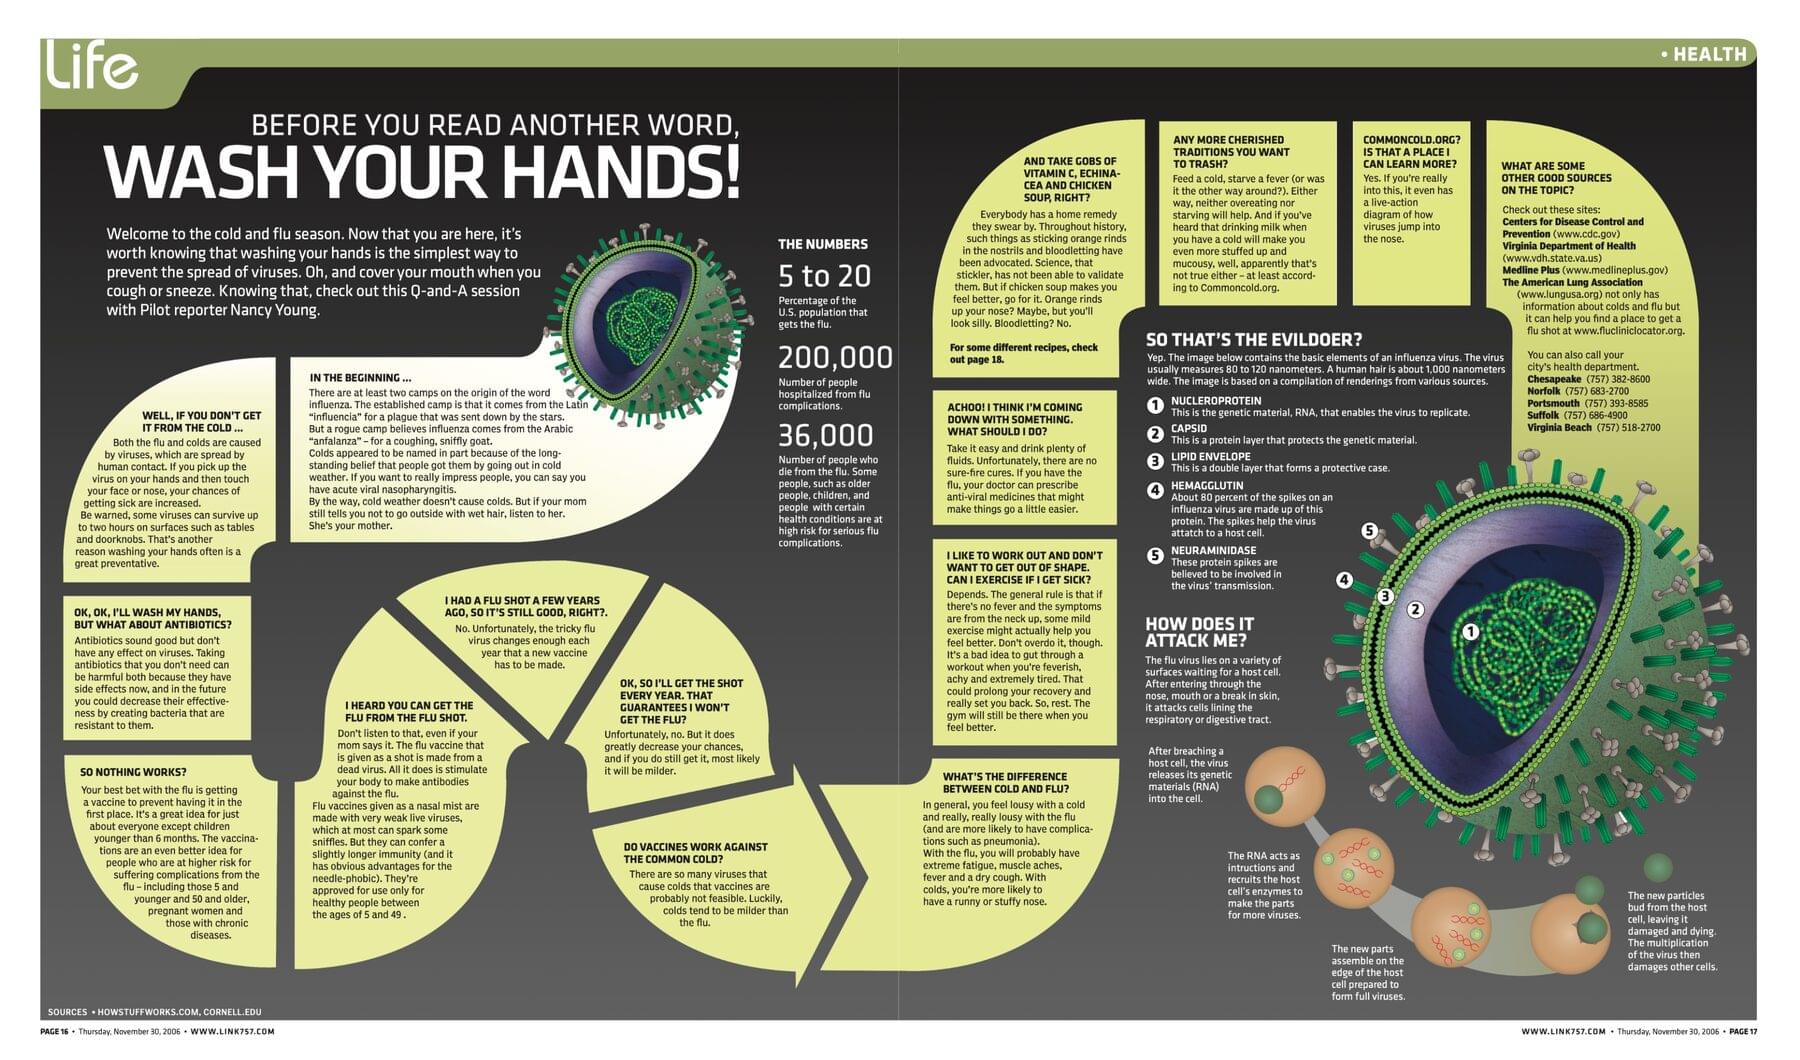 Life
• HEALTH
BEFORE YOU READ ANOTHER WORD,
WASH YOUR HANDS!
Welcome to the cold and flu season. Now that you are here, it's
worth knowing that washing your hands is the simplest way to
prevent the spread of viruses. Oh, and cover your mouth when you
cough or sneeze. Knowing that, check out this Q-and-A session
with Pilot reporter Nancy Young.
THE NUMBERS
5 to 20
Percentage of the
U.S. population that
gets the flu.
200,000
Number of people
hospitalized from flu
complications.
36,000
Number of people who
die from the flu. Some
people, such as older
people, children, and
people with certain
health conditions are at
high risk for serious flu
complications.
IN THE BEGINNING ...
There are at least two camps on the origin of the word
influenza. The established camp is that it comes from the Latin
“influencia” for a plague that was sent down by the stars.
But a rogue camp believes influenza comes from the Arabic
“anfalanza” – for a coughing, sniffly goat.
Colds appeared to be named in part because of the long-
standing belief that people got them by going out in cold
weather. If you want to really impress people, you can say you
have acute viral nasopharyngitis.
By the way, cold weather doesn't cause colds. But if your mom
still tells you not to go outside with wet hair, listen to her.
She's your mother.
WELL, IF YOU DON'T GET
IT FROM THE COLD ...
Both the flu and colds are caused
by viruses, which are spread by
human contact. If you pick up the
virus on your hands and then touch
your face or nose, your chances of
getting sick are increased.
Be warned, some viruses can survive up
to two hours on surfaces such as tables
and doorknobs. That's another
reason washing your hands often is a
great preventative.
OK, OK, I'LL WASH MY HANDS,
BUT WHAT ABOUT ANTIBIOTICS?
Antibiotics sound good but don't
have any effect on viruses. Taking
antibiotics that you don't need can
be harmful both because they have
side effects now, and in the future
you could decrease their effective-
ness by creating bacteria that are
resistant to them.
SO NOTHING WORKS?
Your best bet with the flu is getting
a vaccine to prevent having it in the
first place. It's a great idea for just
about everyone except children
younger than 6 months. The vaccina-
tions are an even better idea for
people who are at higher risk for
suffering complications from the
flu – including those 5 and
younger and 50 and older,
pregnant women and
those with chronic
diseases.
I HEARD YOU CAN GET THE
FLU FROM THE FLU SHOT.
Don't listen to that, even if your
mom says it. The flu vaccine that
is given as a shot is made from a
dead virus. All it does is stimulate
your body to make antibodies
against the flu.
Flu vaccines given as a nasal mist are
made with very weak live viruses,
which at most can spark some
sniffles. But they can confer a
slightly longer immunity (and it
has obvious advantages for the
needle-phobic). They're
approved for use only for
healthy people between
the ages of 5 and 49 .
I HAD A FLU SHOT A FEW YEARS
AGO, SO IT'S STILL GOOD, RIGHT?.
No. Unfortunately, the tricky flu
virus changes enough each
year that a new vaccine
has to be made.
OK, SO I'LL GET THE SHOT
EVERY YEAR. THAT
GUARANTEES I WON'T
GET THE FLU?
Unfortunately, no. But it does
greatly decrease your chances,
and if you do still get it, most likely
it will be milder.
DO VACCINES WORK AGAINST
THE COMMON COLD?
There are so many viruses that
cause colds that vaccines are
probably not feasible. Luckily,
colds tend to be milder than
the flu.
WHAT'S THE DIFFERENCE
BETWEEN COLD AND FLU?
In general, you feel lousy with a cold
and really, really lousy with the flu
(and are more likely to have complica-
tions such as pneumonia).
With the flu, you will probably have
extreme fatigue, muscle aches,
fever and a dry cough. With
colds, you're more likely to
have a runny or stuffy nose.
I LIKE TO WORK OUT AND DON'T
WANT TO GET OUT OF SHAPE.
CAN I EXERCISE IF I GET SICK?
Depends. The general rule is that if
there's no fever and the symptoms
are from the neck up, some mild
exercise might actually help you
feel better. Don't overdo it, though.
It's a bad idea to gut through a
workout when you're feverish,
achy and extremely tired. That
could prolong your recovery and
really set you back. So, rest. The
gym will still be there when you
feel better.
ACHOO! I THINK I'M COMING
DOWN WITH SOMETHING.
WHAT SHOULD I DO?
Take it easy and drink plenty of
fluids. Unfortunately, there are no
sure-fire cures. If you have the
flu, your doctor can prescribe
anti-viral medicines that might
make things go a little easier.
AND TAKE GOBS OF
VITAMIN C, ECHINA-
CEA AND CHICKEN
SOUP, RIGHT?
Everybody has a home remedy
they swear by. Throughout history,
such things as sticking orange rinds
in the nostrils and bloodletting have
been advocated. Science, that
stickler, has not been able to validate
them. But if chicken soup makes you
feel better, go for it. Orange rinds
up your nose? Maybe, but you'll
look silly. Bloodletting? No.
For some different recipes, check
out page 18.
ANY MORE CHERISHED
TRADITIONS YOU WANT
TO TRASH?
Feed a cold, starve a fever (or was
it the other way around?). Either
way, neither overeating nor
starving will help. And if you've
heard that drinking milk when
you have a cold will make you
even more stuffed up and
mucousy, well, apparently that's
not true either – at least accord-
ing to Commoncold.org.
COMMONCOLD.ORG?
IS THAT A PLACE I
CAN LEARN MORE?
Yes. If you're really
into this, it even has
a live-action
diagram of how
viruses jump into
the nose.
WHAT ARE SOME
OTHER GOOD SOURCES
ON THE TOPIC?
Check out these sites:
Centers for Disease Control and
Prevention (www.cdc.gov)
Virginia Department of Health
(www.vdh.state.va.us)
Medline Plus (www.medlineplus.gov)
The American Lung Association
(www.lungusa.org) not only has
information about colds and flu but
it can help you find a place to get a
flu shot at www.flucliniclocator.org.
You can also call your
city's health department.
Chesapeake (757) 382-8600
Norfolk (757) 683-2700
Portsmouth (757) 393-8585
Suffolk (757) 686-4900
Virginia Beach (757) 518-2700
SO THAT'S THE EVILDOER?
Yep. The image below contains the basic elements of an influenza virus. The virus
usually measures 80 to 120 nanometers. A human hair is about 1,000 nanometers
wide. The image is based on a compilation of renderings from various sources.
1 NUCLEROPROTEIN
This is the genetic material, RNA, that enables the virus to replicate.
2 CAPSID
This is a protein layer that protects the genetic material.
3 LIPID ENVELOPE
This is a double layer that forms a protective case.
4 HEMAGGLUTIN
About 80 percent of the spikes on an
influenza virus are made up of this
protein. The spikes help the virus
attatch to a host cell.
5 NEURAMINIDASE
These protein spikes are
believed to be involved in
the virus' transmission.
5
4
3
2
1
HOW DOES IT
ATTACK ME?
The flu virus lies on a variety of
surfaces waiting for a host cell.
After entering through the
nose, mouth or a break in skin,
it attacks cells lining the
respiratory or digestive tract.
After breaching a
host cell, the virus
releases its genetic
materials (RNA)
into the cell.
The RNA acts as
intructions and
recruits the host
cell's enzymes to
make the parts
for more viruses.
The new parts
assemble on the
edge of the host
cell prepared to
form full viruses.
The new particles
bud from the host
cell, leaving it
damaged and dying.
The multiplication
of the virus then
damages other cells.
SOURCES • HOWSTUFFWORKS.COM, CORNELL.EDU
PAGE 16 • Thursday, November 30, 2006 • WWW.LINK757.COM
WWW.LINK757.COM • Thursday, November 30, 2006 • PAGE 17